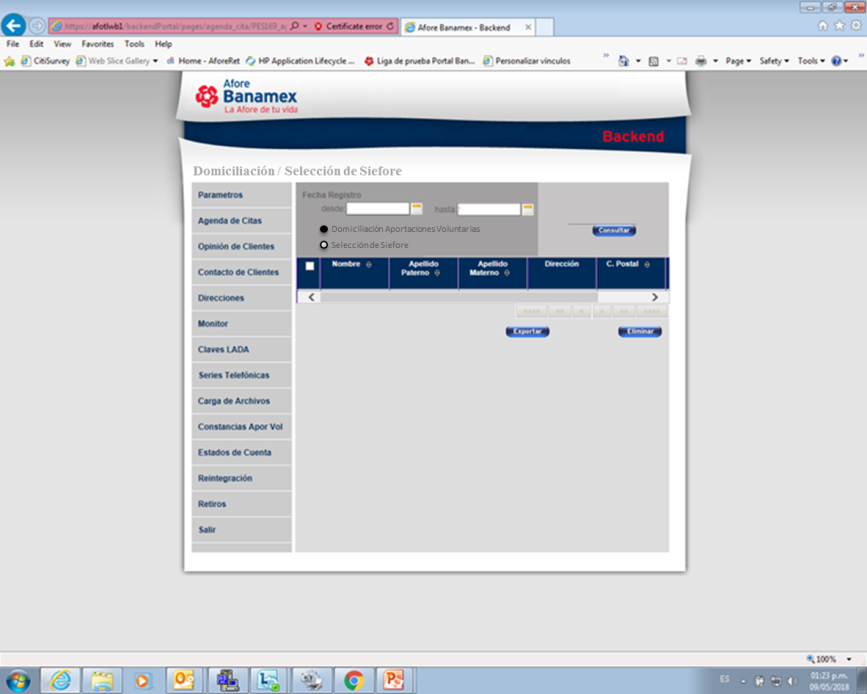 https://afotlwb1/backendPortal/pages/agenda_cita/PES169_ag Certificate error Afore Banamex - Backend
File Edit View Favorites Tools Help
CitiSurvey Web Slice Gallery Home - AforeRet HP Application Lifecycle ... Liga de prueba Portal Ban... Personalizar vínculos Page Safety Tools
Afore
Banamex
La Afore de tu vida
Backend
Domiciliación / Selección de Siefore
Parametros
Agenda de Citas
Opinión de Clientes
Contacto de Clientes
Direcciones
Monitor
Claves LADA
Series Telefónicas
Carga de Archivos
Constancias Apor Vol
Estados de Cuenta
Reintegración
Retiros
Salir
Fecha Registro
desde: hasta:
Domiciliación Aportaciones Voluntarias
Selección de Siefore
Consultar
Nombre Apellido Paterno Apellido Materno Dirección C. Postal
Exportar Eliminar
100%
ES 01:23 p.m.
09/05/2018